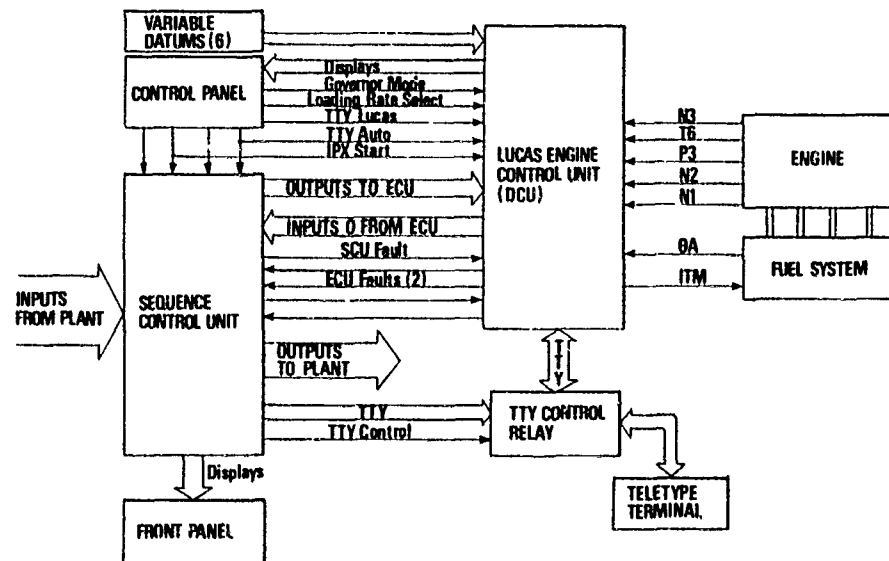 VARIABLE
DATUMS (6)
CONTROL PANEL
Displays
Governor Mode
Loading Rate Select
TTY Lucas
TTY Auto
IPX Start
OUTPUTS TO ECU
INPUTS O FROM ECU
SCU Fault
ECU Faults (2)
LUCAS ENGINE
CONTROL UNIT
(DCU)
N3
T6
P3
N2
N1
ENGINE
θA
ITM
FUEL SYSTEM
INPUTS
FROM PLANT
SEQUENCE
CONTROL UNIT
OUTPUTS
TO PLANT
TTY
TTY
TTY Control
TTY CONTROL
RELAY
Displays
TELETYPE
TERMINAL
FRONT PANEL